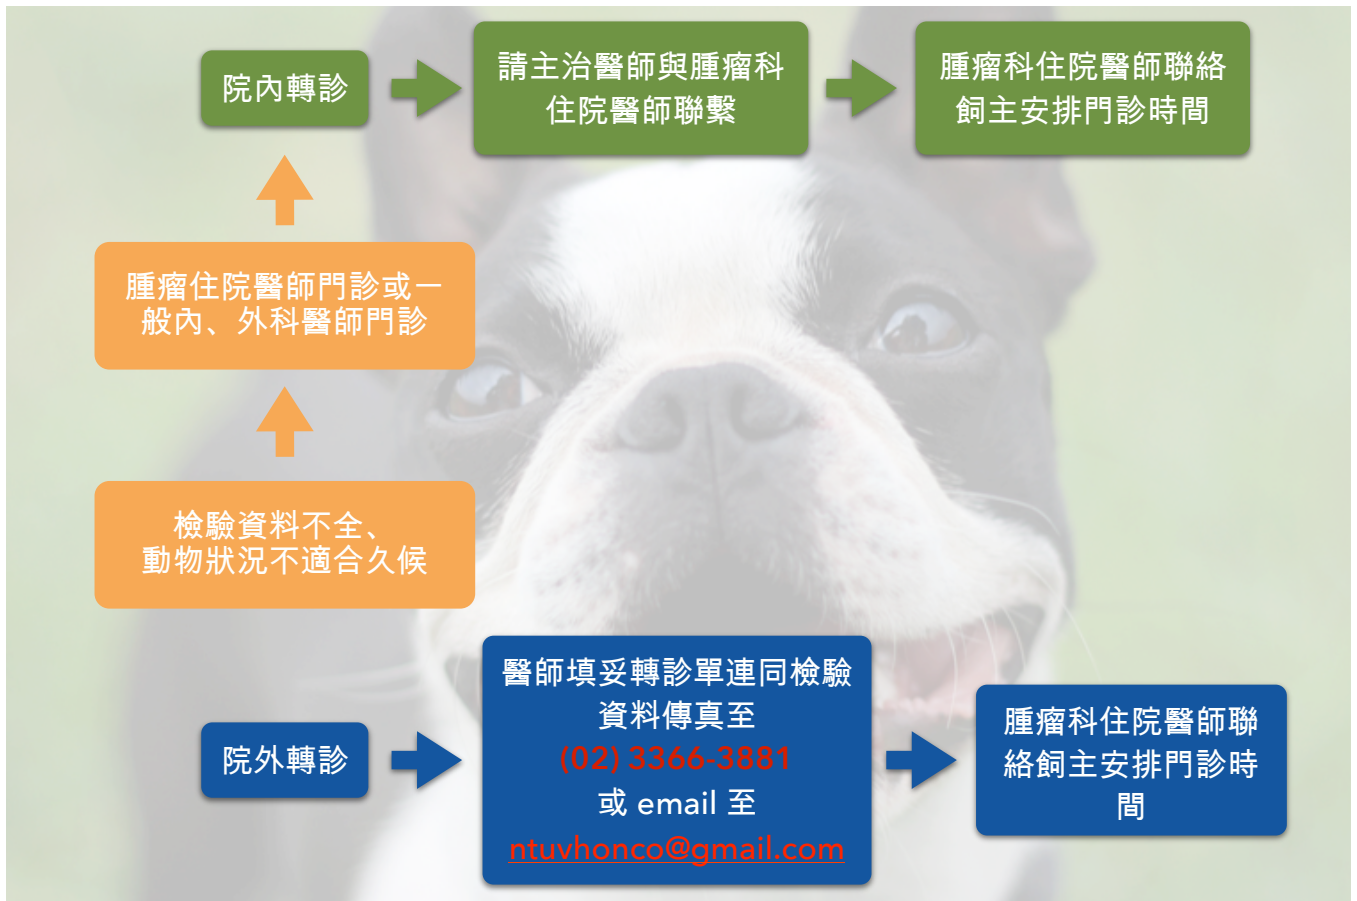 院內轉診
請主治醫師與腫瘤科
住院醫師聯繫
腫瘤科住院醫師聯絡
飼主安排門診時間
腫瘤住院醫師門診或一
般內、外科醫師門診
檢驗資料不全、
動物狀況不適合久候
院外轉診
醫師填妥轉診單連同檢驗
資料傳真至
(02) 3366-3881
或 email 至
ntuvhonco@gmail.com
腫瘤科住院醫師聯
絡飼主安排門診時
間